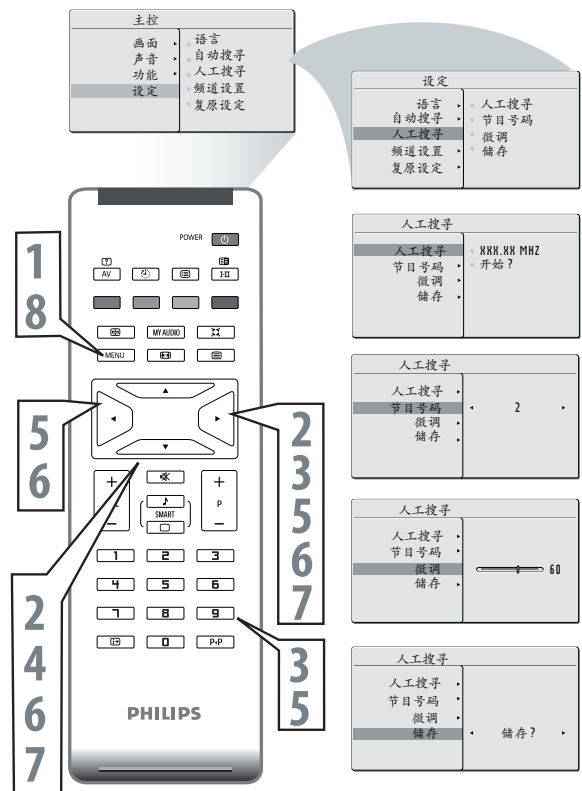 主控
画面
声音
功能
设定
语言
自动搜寻
人工搜寻
频道设置
复原设定
设定
语言
自动搜寻
人工搜寻
频道设置
复原设定
人工搜寻
节目号码
微调
储存
人工搜寻
人工搜寻
节目号码
微调
储存
XXX.XX MHZ
开始？
人工搜寻
人工搜寻
节目号码
微调
储存
2
人工搜寻
人工搜寻
节目号码
微调
储存
60
人工搜寻
人工搜寻
节目号码
微调
储存
储存？
POWER
AV
I-II
MY AUDIO
MENU
SMART
P
1 2 3
4 5 6
7 8 9
0 P◂P
PHILIPS
1
8
5
6
2
4
6
7
2
3
5
6
7
3
5